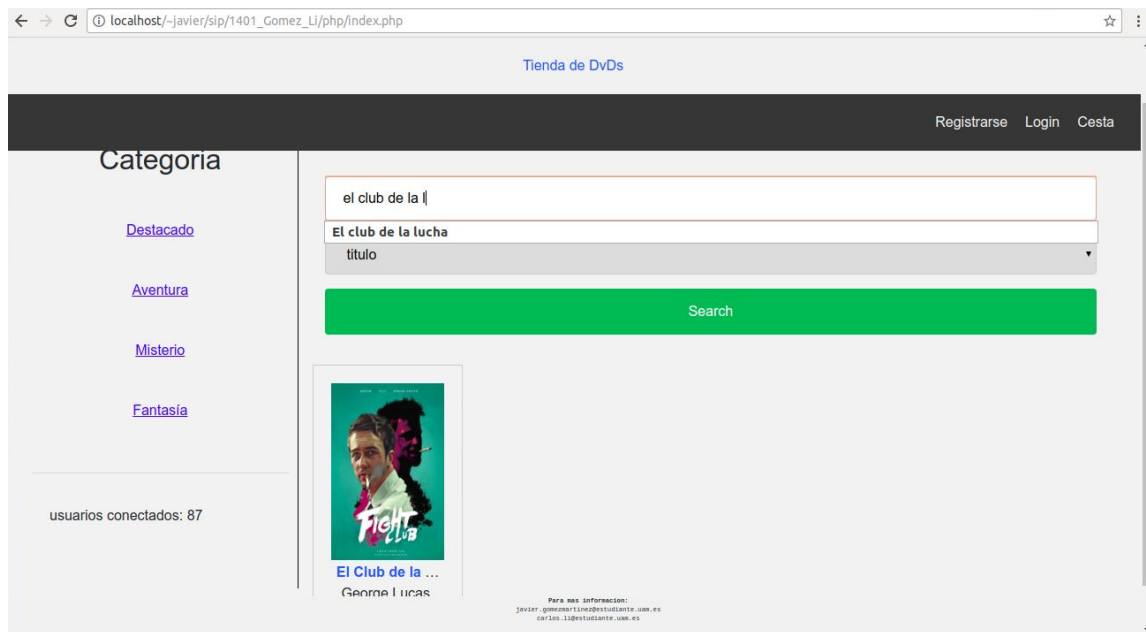 localhost/~javier/sip/1401_Gomez_Li/php/index.php
Tienda de DvDs
Registrarse Login Cesta
Categoria
Destacado
Aventura
Misterio
Fantasía
usuarios conectados: 87
el club de la l
El club de la lucha
titulo
Search
FIGHT
CLUB
El Club de la ...
George Lucas
Para mas informacion:
javier.gomezmartinez@estudiante.uam.es
carlos.li@estudiante.uam.es